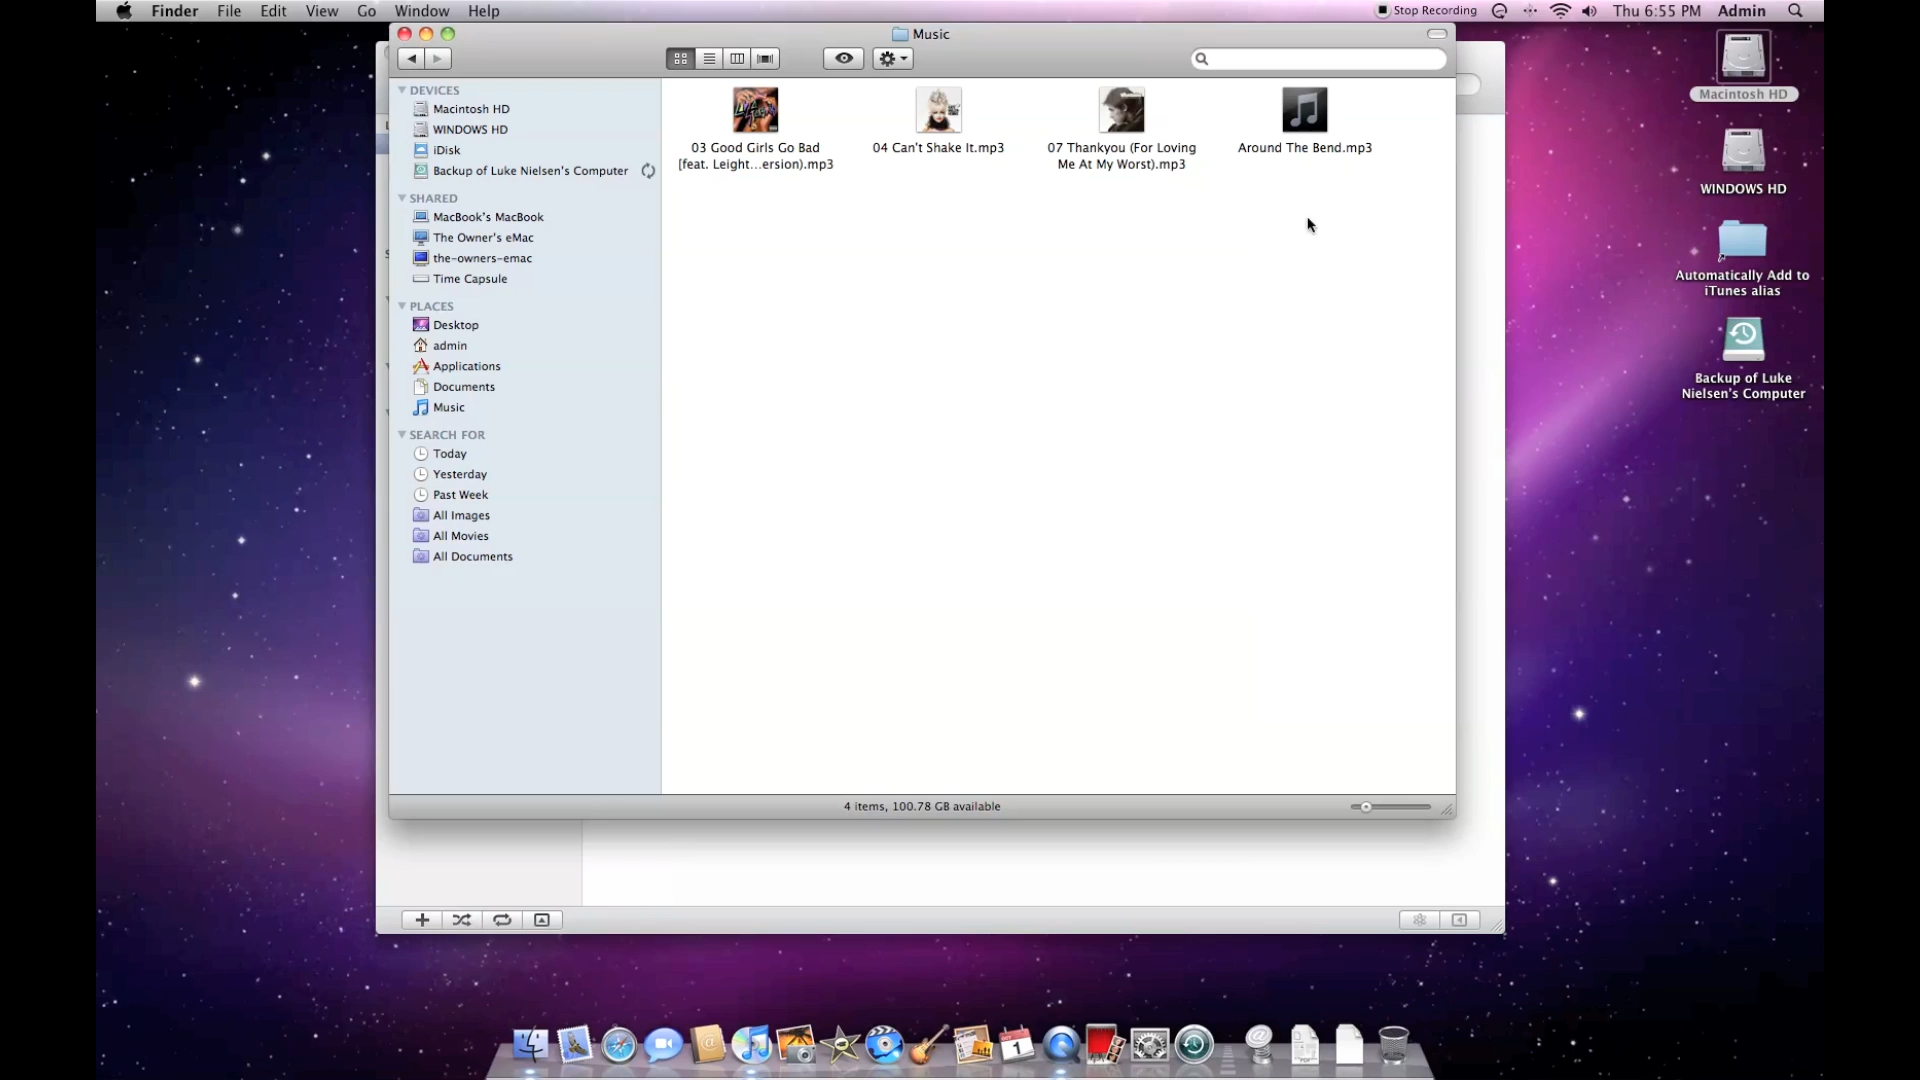 Finder File Edit View Go Window Help
Stop Recording Thu 6:55 PM Admin
Music
DEVICES
Macintosh HD
WINDOWS HD
iDisk
Backup of Luke Nielsen's Computer
SHARED
MacBook's MacBook
The Owner's eMac
the-owners-emac
Time Capsule
PLACES
Desktop
admin
Applications
Documents
Music
SEARCH FOR
Today
Yesterday
Past Week
All Images
All Movies
All Documents
03 Good Girls Go Bad
[feat. Leight...ersion).mp3
04 Can't Shake It.mp3
07 Thankyou (For Loving
Me At My Worst).mp3
Around The Bend.mp3
4 items, 100.78 GB available
Macintosh HD
WINDOWS HD
Automatically Add to
iTunes alias
Backup of Luke
Nielsen's Computer
1